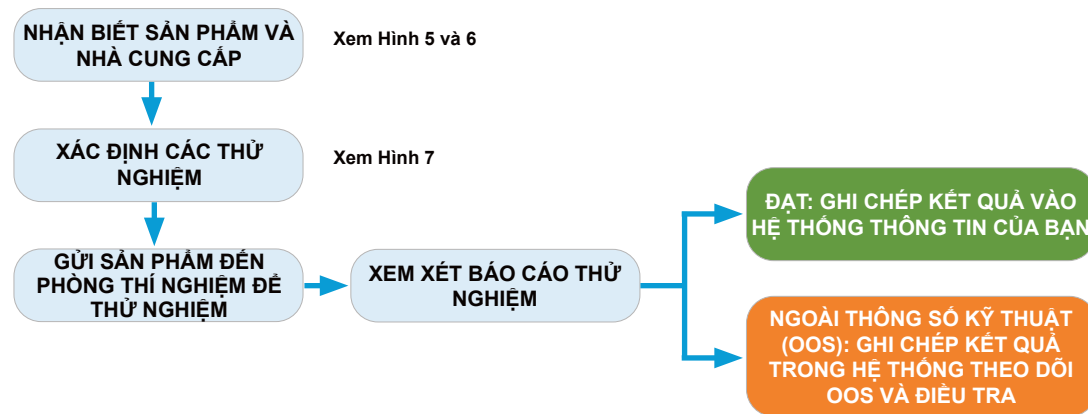 NHẬN BIẾT SẢN PHẨM VÀ
NHÀ CUNG CẤP
Xem Hình 5 và 6
XÁC ĐỊNH CÁC THỬ
NGHIỆM
Xem Hình 7
GỬI SẢN PHẨM ĐẾN
PHÒNG THÍ NGHIỆM ĐỂ
THỬ NGHIỆM
XEM XÉT BÁO CÁO THỬ
NGHIỆM
ĐẠT: GHI CHÉP KẾT QUẢ VÀO
HỆ THỐNG THÔNG TIN CỦA BẠN
NGOÀI THÔNG SỐ KỸ THUẬT
(OOS): GHI CHÉP KẾT QUẢ
TRONG HỆ THỐNG THEO DÕI
OOS VÀ ĐIỀU TRA